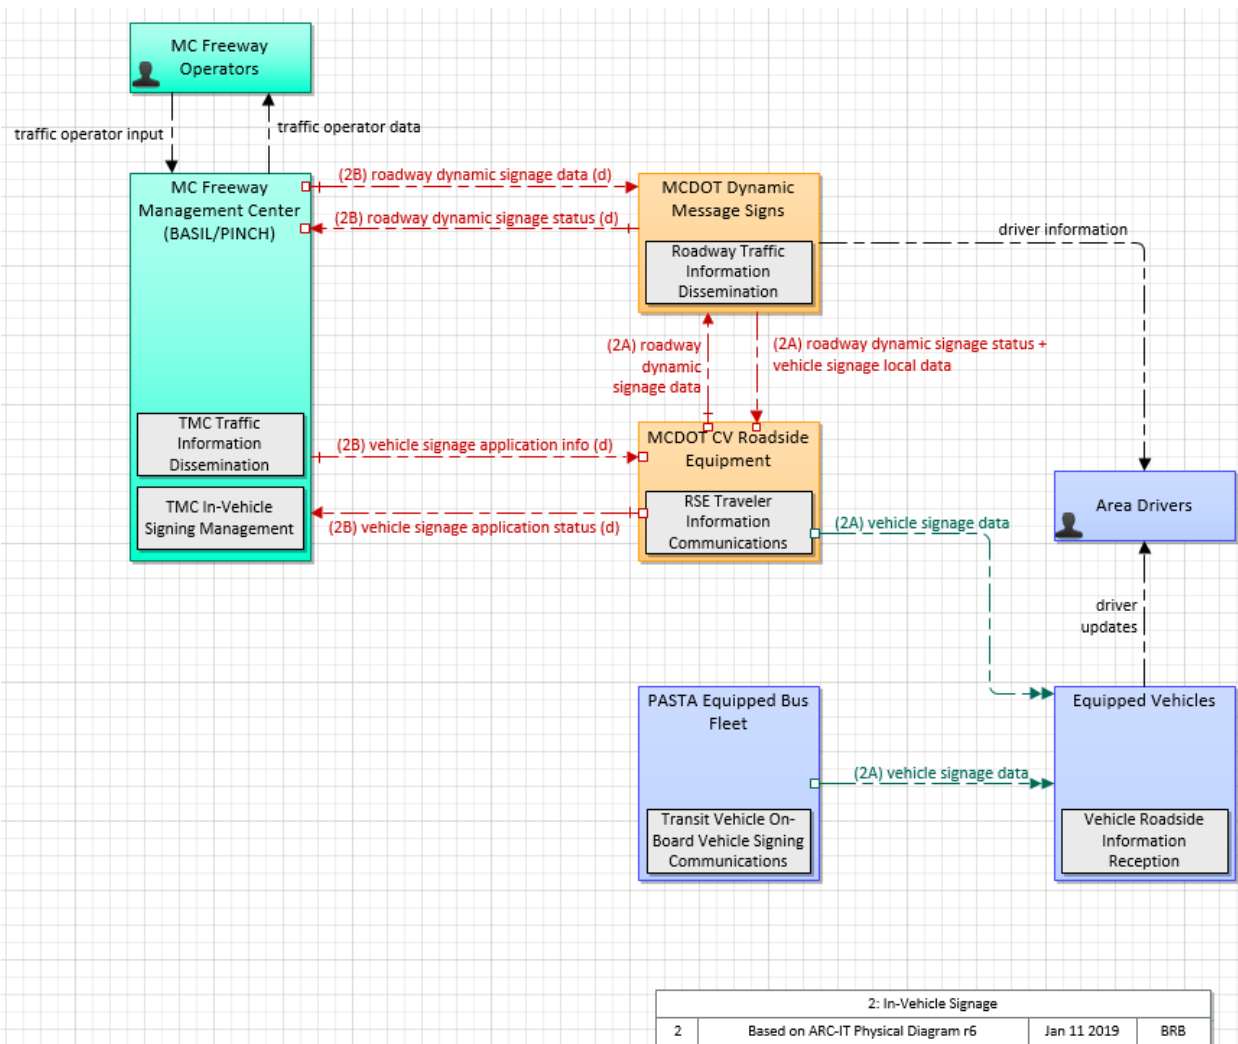 MC Freeway
Operators
traffic operator input
traffic operator data
MC Freeway
Management Center
(BASIL/PINCH)
(2B) roadway dynamic signage data (d)
(2B) roadway dynamic signage status (d)
MCDOT Dynamic
Message Signs
Roadway Traffic
Information
Dissemination
driver information
(2A) roadway
dynamic
signage data
(2A) roadway dynamic signage status +
vehicle signage local data
TMC Traffic
Information
Dissemination
TMC In-Vehicle
Signing Management
(2B) vehicle signage application info (d)
(2B) vehicle signage application status (d)
MCDOT CV Roadside
Equipment
RSE Traveler
Information
Communications
(2A) vehicle signage data
Area Drivers
driver
updates
PASTA Equipped Bus
Fleet
Transit Vehicle On-
Board Vehicle Signing
Communications
(2A) vehicle signage data
Equipped Vehicles
Vehicle Roadside
Information
Reception
2: In-Vehicle Signage
2 Based on ARC-IT Physical Diagram r6 Jan 11 2019 BRB